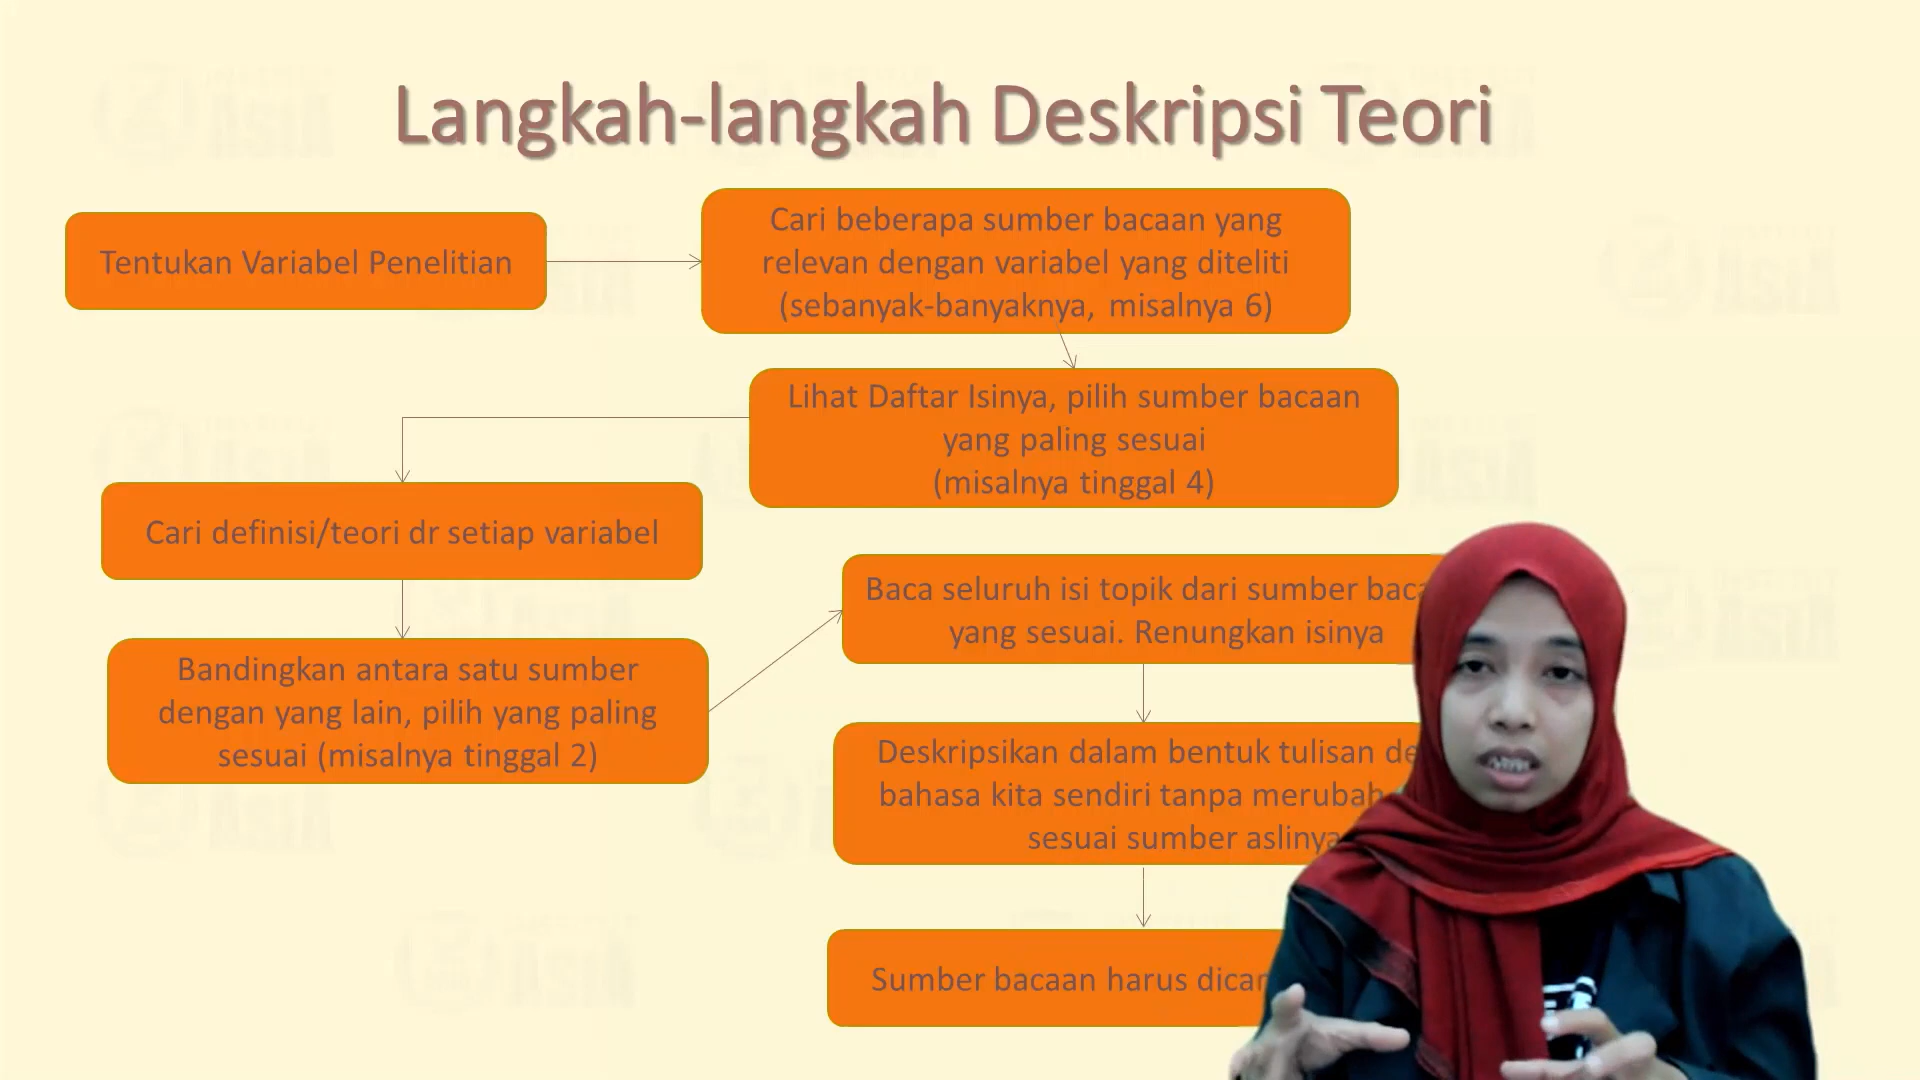 Langkah-langkah Deskripsi Teori
Tentukan Variabel Penelitian
Cari beberapa sumber bacaan yang
relevan dengan variabel yang diteliti
(sebanyak-banyaknya, misalnya 6)
Lihat Daftar Isinya, pilih sumber bacaan
yang paling sesuai
(misalnya tinggal 4)
Cari definisi/teori dr setiap variabel
Bandingkan antara satu sumber
dengan yang lain, pilih yang paling
sesuai (misalnya tinggal 2)
Baca seluruh isi topik dari sumber
yang sesuai. Renungkan isinya
Deskripsikan dalam bentuk tulisan
bahasa kita sendiri tanpa merubah
sesuai sumber aslinya
Sumber bacaan harus
AsiA